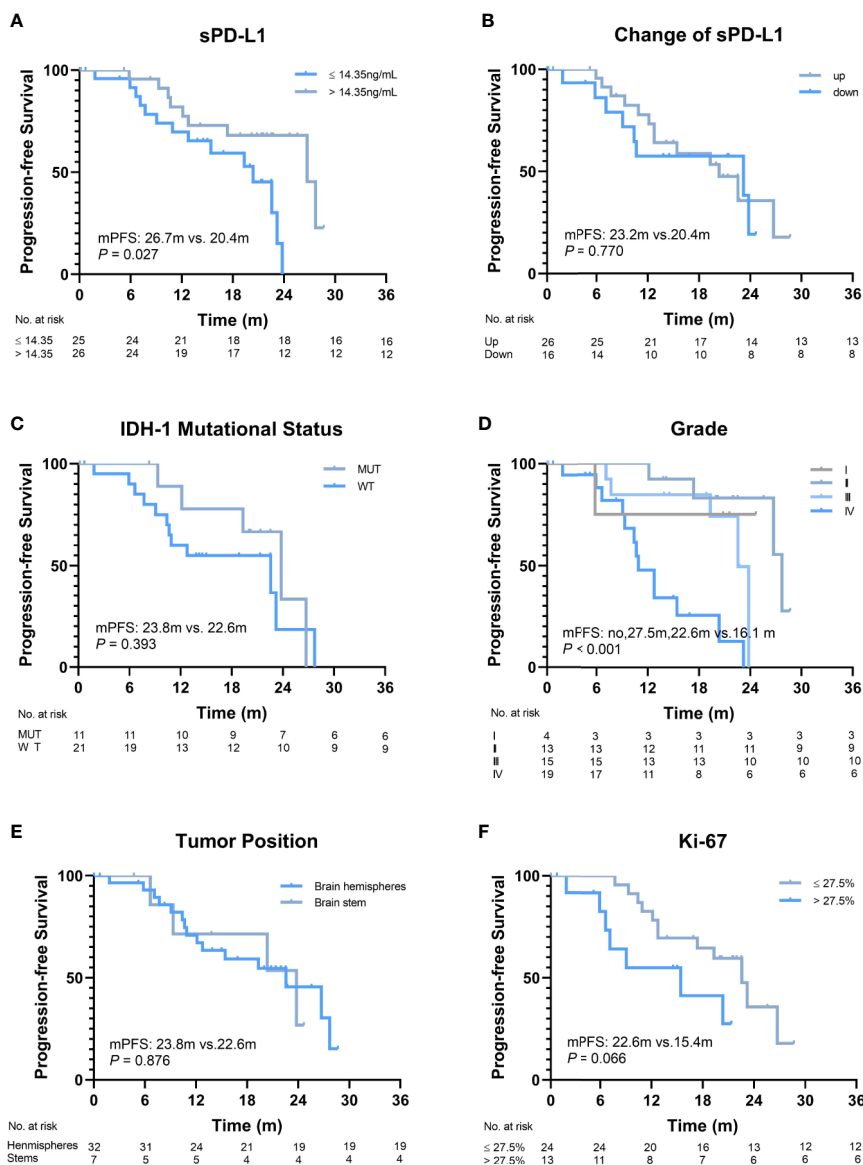 A
sPD-L1
Progression-free Survival
100
50
0
≤ 14.35ng/mL
> 14.35ng/mL
mPFS: 26.7m vs. 20.4m
P = 0.027
0 6 12 18 24 30 36
Time (m)
No. at risk
≤ 14.35 25 24 21 18 18 16 16
> 14.35 26 24 19 17 12 12 12
B
Change of sPD-L1
Progression-free Survival
100
50
0
up
down
mPFS: 23.2m vs.20.4m
P = 0.770
0 6 12 18 24 30 36
Time (m)
No. at risk
Up 26 25 21 17 14 13 13
Down 16 14 10 10 8 8 8
C
IDH-1 Mutational Status
Progression-free Survival
100
50
0
MUT
WT
mPFS: 23.8m vs. 22.6m
P = 0.393
0 6 12 18 24 30 36
Time (m)
No. at risk
MUT 11 11 10 9 7 6 6
W T 21 19 13 12 10 9 9
D
Grade
Progression-free Survival
100
50
0
Ⅰ
Ⅱ
Ⅲ
Ⅳ
mPFS: no,27.5m,22.6m vs.16.1 m
P < 0.001
0 6 12 18 24 30 36
Time (m)
No. at risk
Ⅰ 4 3 3 3 3 3 3
Ⅱ 13 13 12 11 11 9 9
Ⅲ 15 15 13 13 10 10 10
Ⅳ 19 17 11 8 6 6 6
E
Tumor Position
Progression-free Survival
100
50
0
Brain hemispheres
Brain stem
mPFS: 23.8m vs.22.6m
P = 0.876
0 6 12 18 24 30 36
Time (m)
No. at risk
Henmispheres 32 31 24 21 19 19 19
Stems 7 5 5 4 4 4 4
F
Ki-67
Progression-free Survival
100
50
0
≤ 27.5%
> 27.5%
mPFS: 22.6m vs.15.4m
P = 0.066
0 6 12 18 24 30 36
Time (m)
No. at risk
≤ 27.5% 24 24 20 16 13 12 12
> 27.5% 13 11 8 7 6 6 6